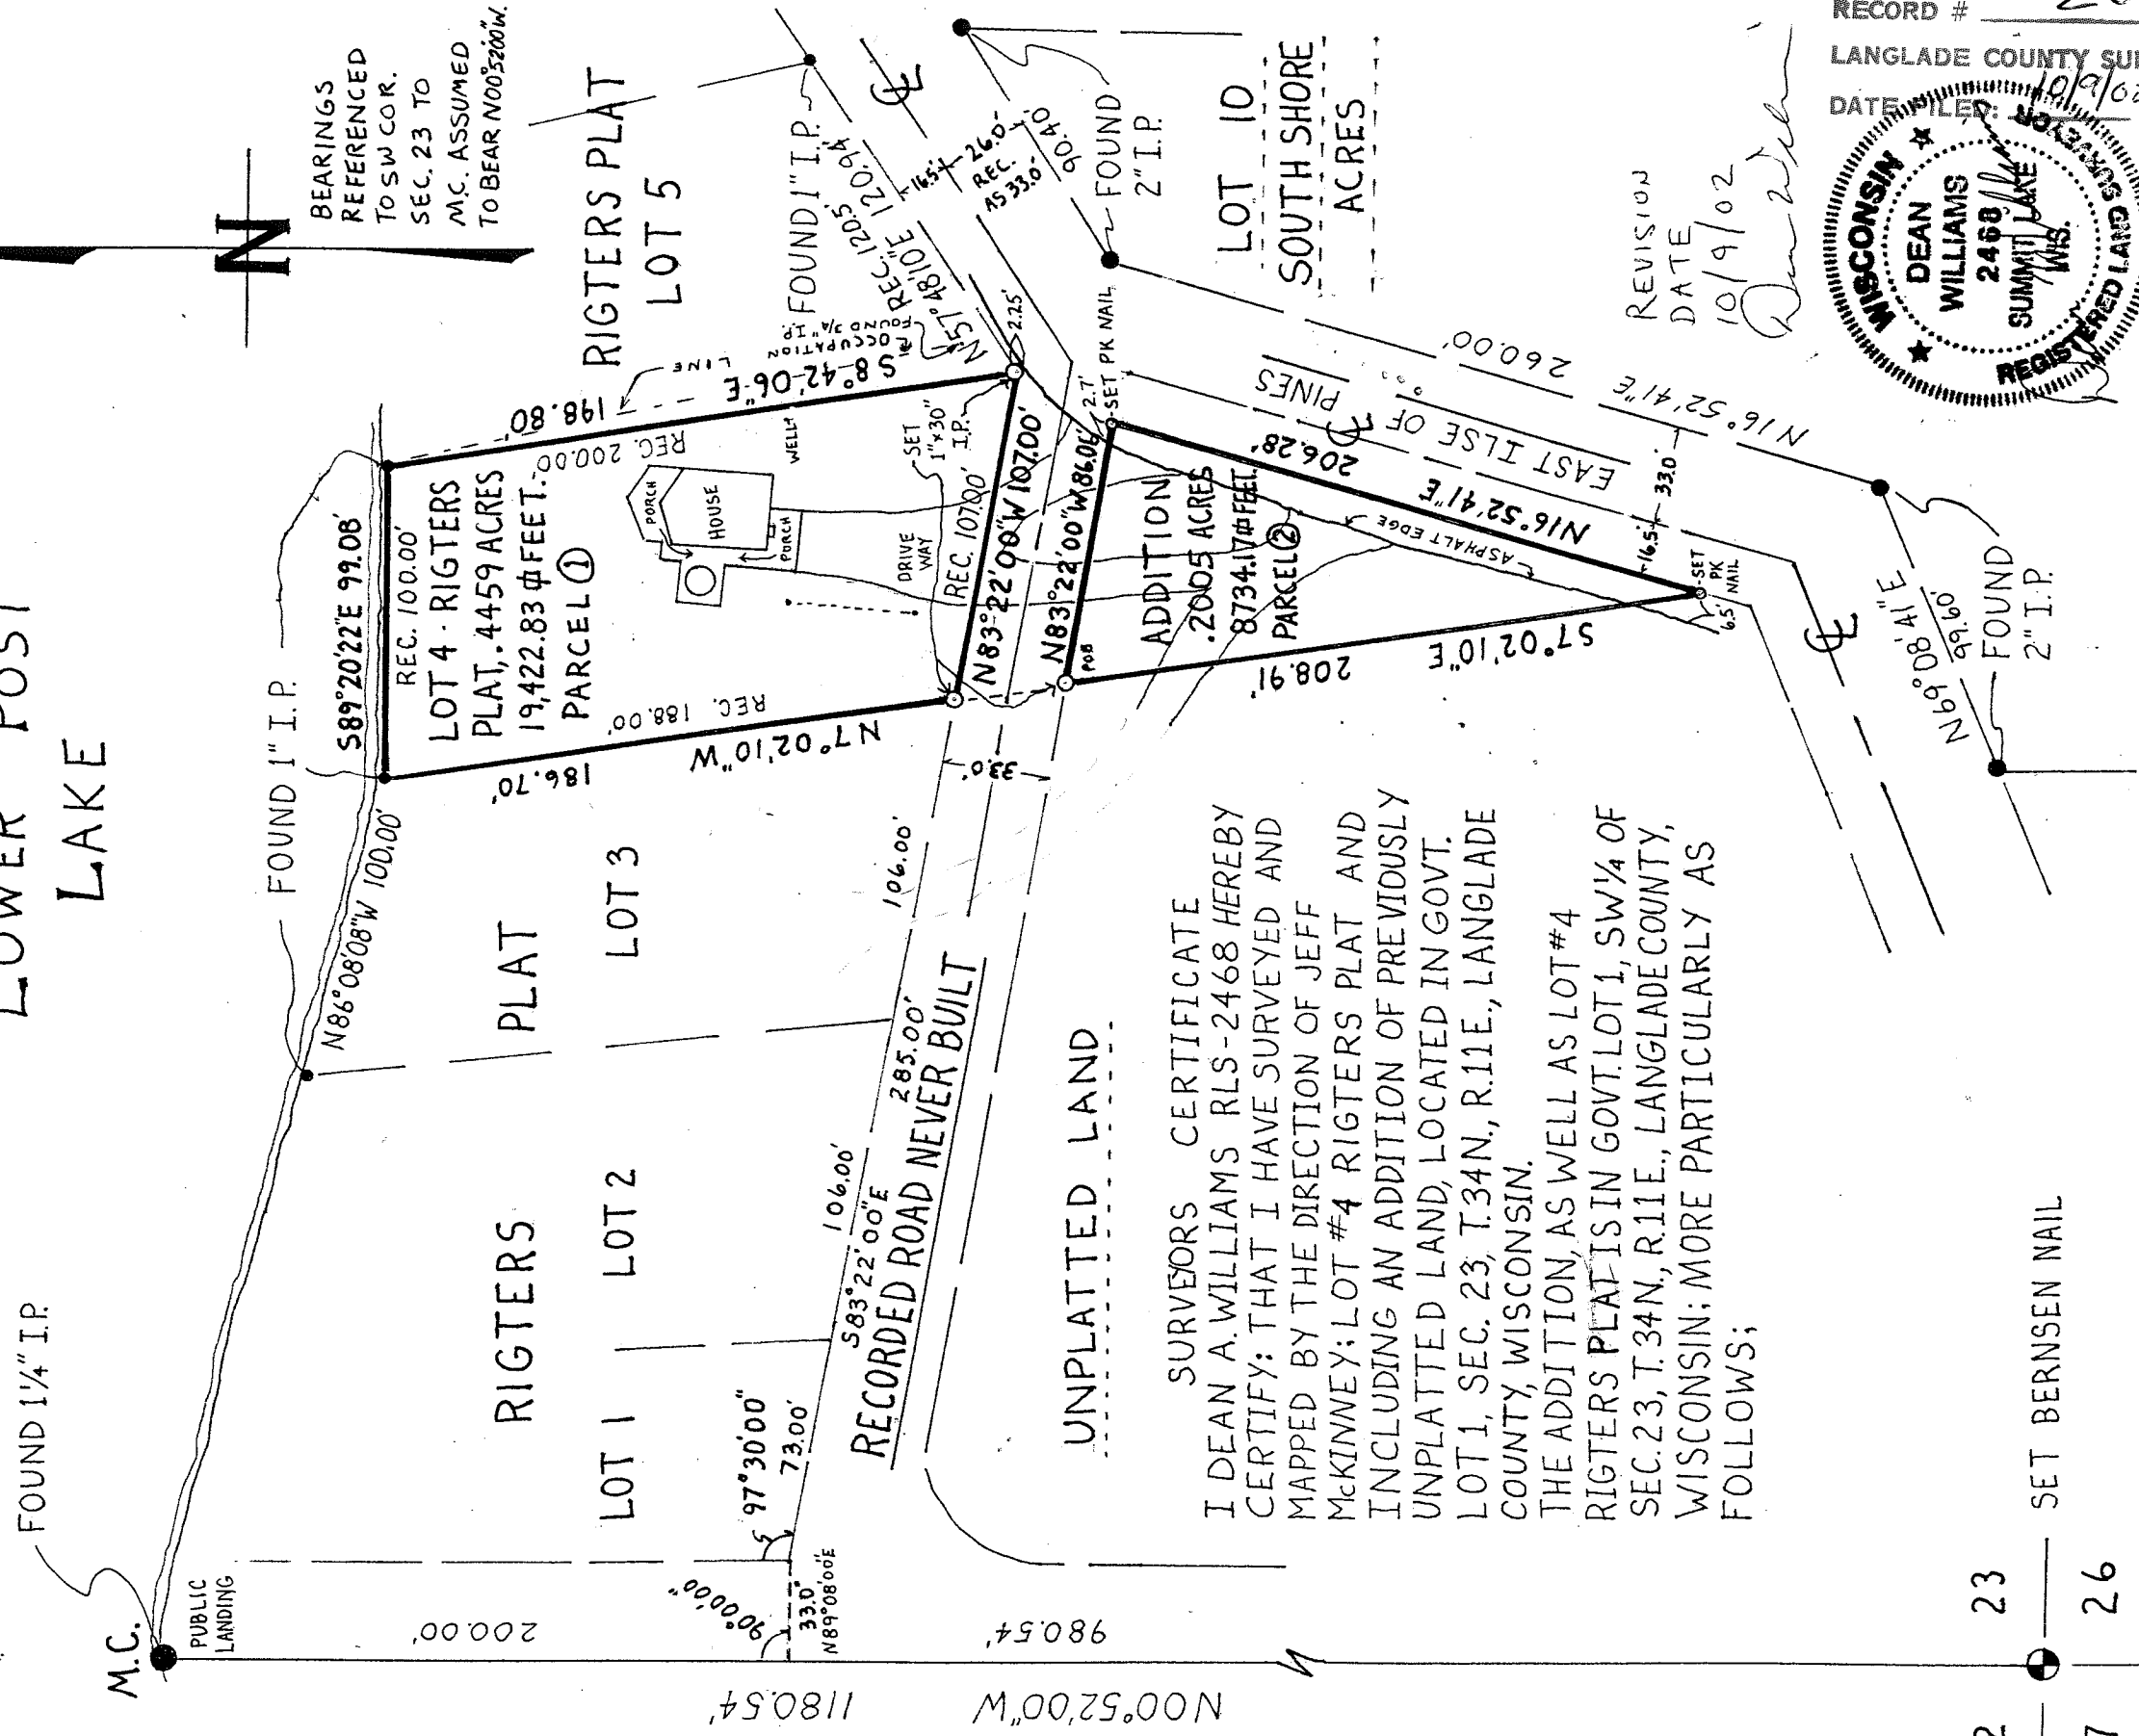 LOWER POST
LAKE
N
BEARINGS
REFERENCED
TO SW COR.
SEC. 23 TO
M.C. ASSUMED
TO BEAR N00°52'00"W.
RECORD #
LANGLADE COUNTY SU
DATE FILED: 10/9/02
WISCONSIN
DEAN
WILLIAMS
2468
SUMMIT LAKE
WIS.
REGISTERED LAND SURVEYOR
REVISION
DATE
10/9/02
FOUND 1¼" I.P.
M.C.
PUBLIC
LANDING
FOUND 1" I.P.
N86°08'08"W 100.00'
S89°20'22"E 99.08'
REC. 100.00'
LOT 4 - RIGTERS
PLAT, .4459 ACRES
19,422.83 ⌀ FEET.-
PARCEL ①
PORCH
HOUSE
PORCH
WELL
DRIVE
WAY
186.70'
N7°02'10"W
REC. 188.00'
198.80'
REC. 200.00'
S8°42'06"E
LINE
OCCUPATION
FOUND 3/4" I.P.
SET
1"x30"
I.P.
REC. 107.00'
N83°22'00"W 107.00'
2.25'
RIGTERS PLAT
LOT 5
FOUND 1" I.P.
REC. 120.5'
N57°48'10"E 120.94'
16.5'
26.0'
REC.
AS 33.0'
90.40
℄
FOUND
2" I.P.
LOT 10
SOUTH SHORE
ACRES
SET PK NAIL
2.7'
N83°22'00"W 86.06'
POB
ADDITION
.2005 ACRES
8734.17 ⌀ FEET.
PARCEL ②
208.91'
S7°02'10"E
206.28'
N16°52'41"E
ASPHALT EDGE
℄
EAST ILSE OF PINES
260.00'
N16°52'41"E
16.5'
33.0'
SET
PK
NAIL
6.5'
℄
N69°08'41"E
99.60'
FOUND
2" I.P.
RIGTERS PLAT
LOT 1
LOT 2
LOT 3
97°30'00"
73.00'
106.00'
106.00'
S83°22'00"E
285.00'
33.0'
RECORDED ROAD NEVER BUILT
200.00'
90°00'00"
33.0'
N89°08'00"E
980.54'
1180.54'
N00°52'00"W
UNPLATTED LAND
SURVEYORS CERTIFICATE
I DEAN A. WILLIAMS RLS-2468 HEREBY
CERTIFY: THAT I HAVE SURVEYED AND
MAPPED BY THE DIRECTION OF JEFF
McKINNEY; LOT #4 RIGTERS PLAT AND
INCLUDING AN ADDITION OF PREVIOUSLY
UNPLATTED LAND, LOCATED IN GOVT.
LOT 1, SEC. 23, T.34N., R.11E., LANGLADE
COUNTY, WISCONSIN.
THE ADDITION, AS WELL AS LOT #4
RIGTERS PLAT IS IN GOVT. LOT 1, SW¼ OF
SEC.23, T.34N., R.11E., LANGLADE COUNTY,
WISCONSIN; MORE PARTICULARLY AS
FOLLOWS;
23
26
SET BERNSEN NAIL